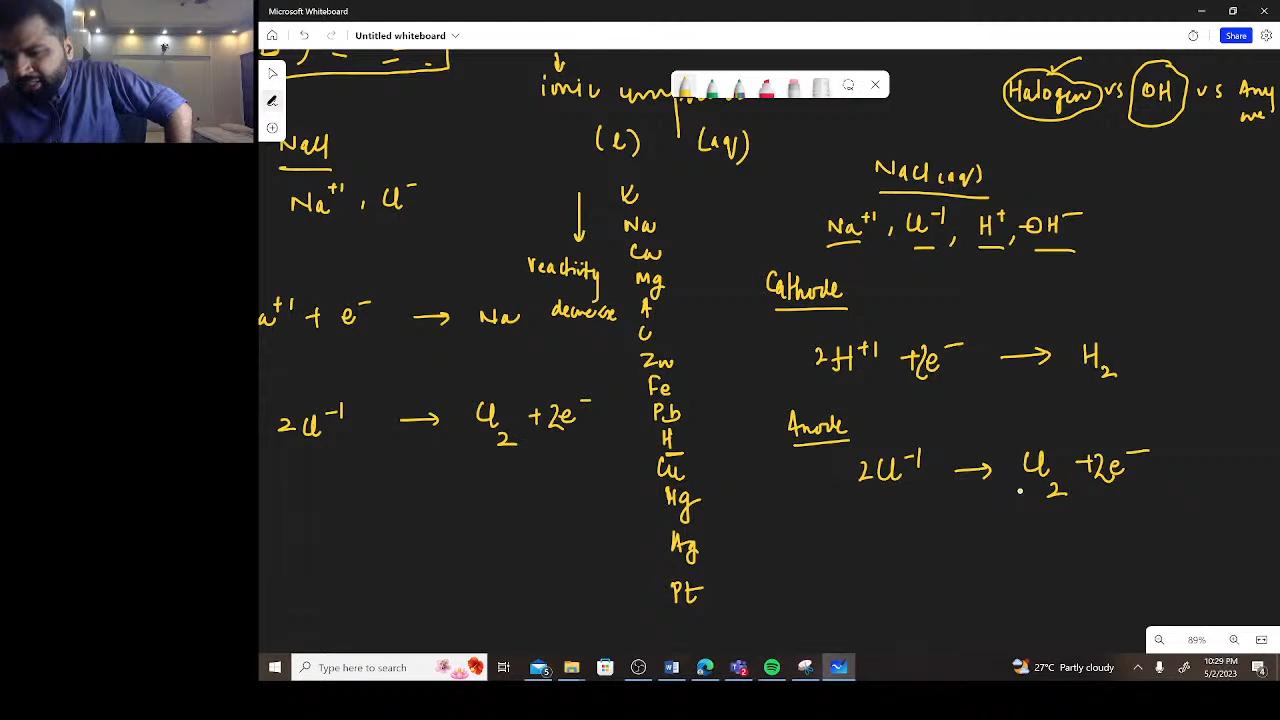 Microsoft Whiteboard
Untitled whiteboard
Share
ionic
(l) (aq)
Halogen vs OH vs Any
Na⁺¹ , Cl⁻
reactivity
decrease
K
Na
Ca
Mg
A
C
Zn
Fe
Pb
H
Cu
Hg
Ag
Pt
a⁺¹ + e⁻ → Na
2Cl⁻¹ → Cl₂ + 2e⁻
NaCl (aq)
Na⁺¹ , Cl⁻¹ , H⁺ , OH⁻
Cathode
2H⁺¹ + 2e⁻ → H₂
Anode
2Cl⁻¹ → Cl₂ + 2e⁻
89%
Type here to search
5
27°C Partly cloudy
10:29 PM
5/2/2023
4